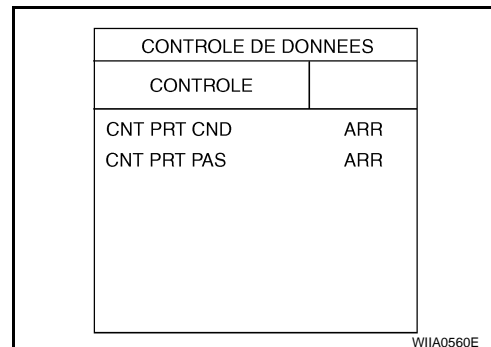 CONTROLE DE DONNEES
CONTROLE
CNT PRT CND ARR
CNT PRT PAS ARR
WIIA0560E